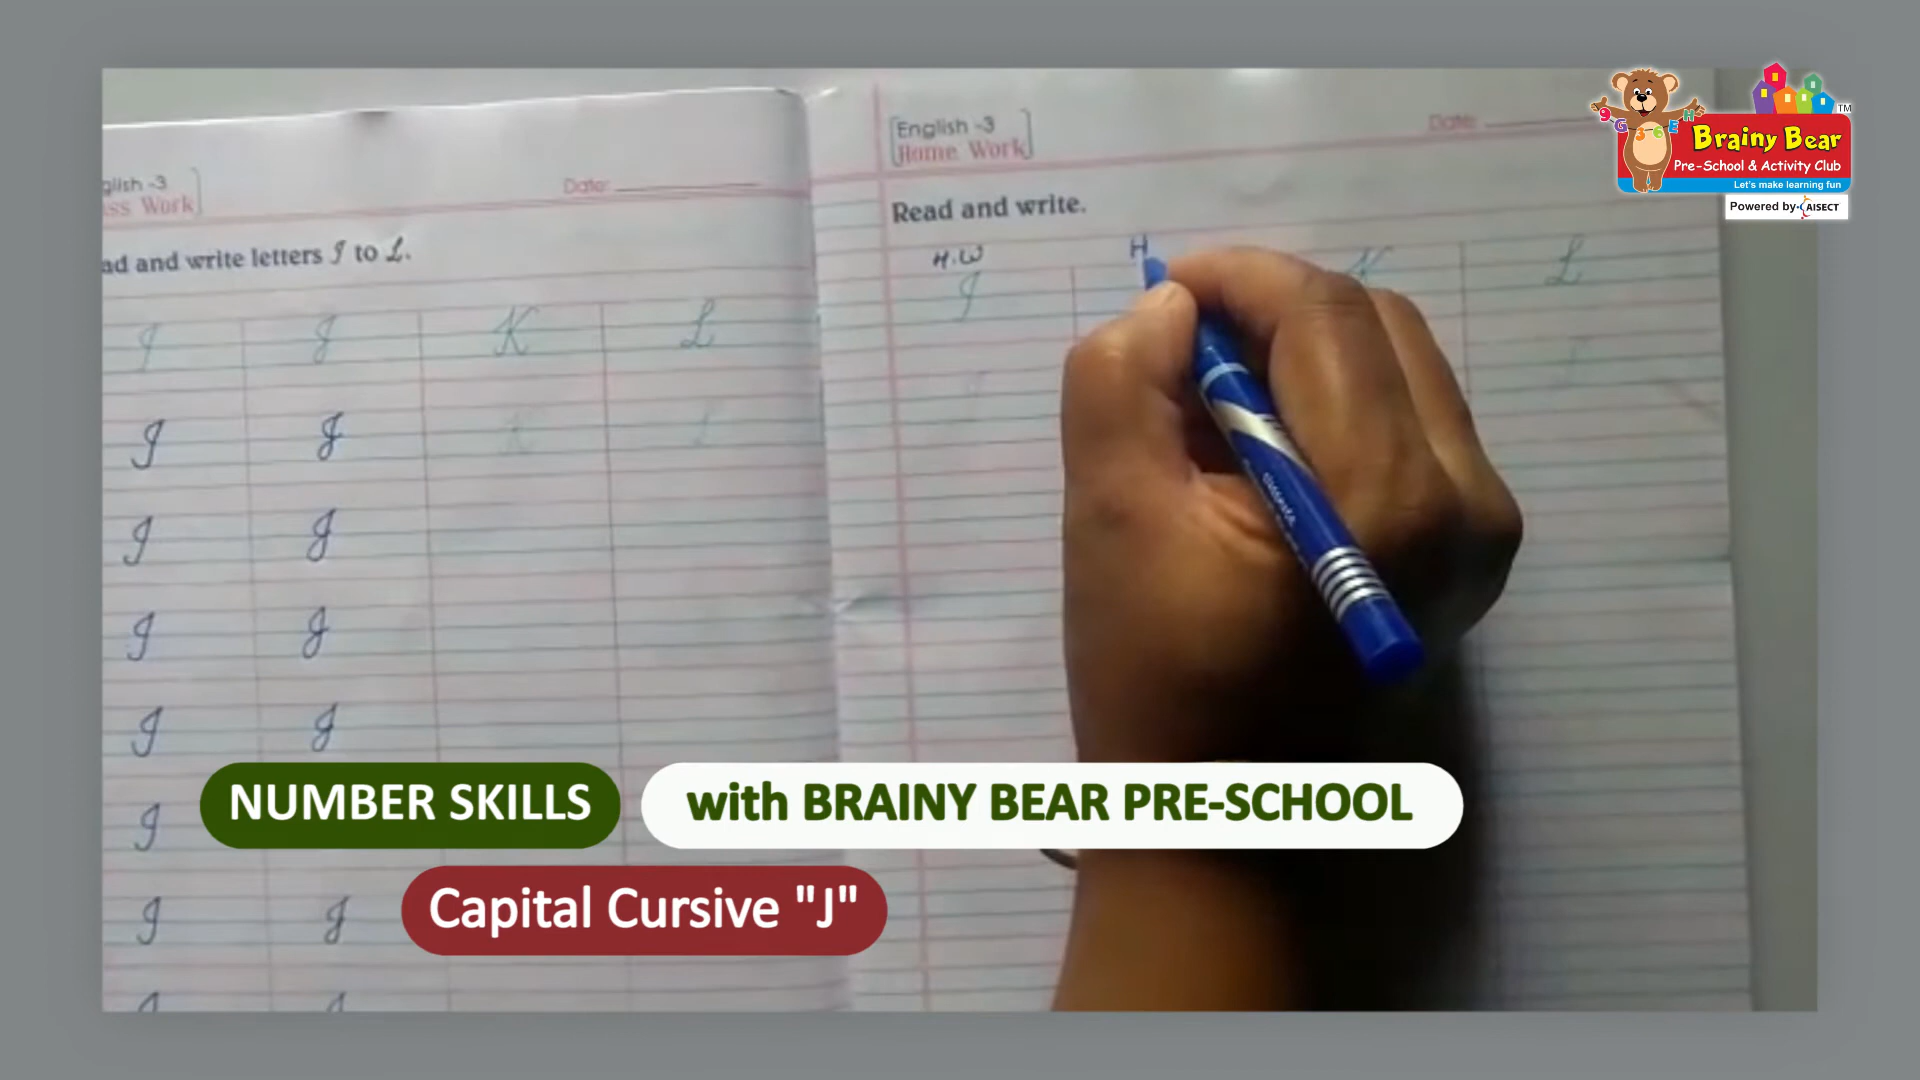 Brainy Bear
TM
Pre-School & Activity Club
Let's make learning fun
Powered by AISECT
glish -3
ss Work
Date:
ad and write letters I to L.
I J K L
I J K L
I J
I J
I J
I
I J
English -3
Home Work
Date:
Read and write.
H.W H
I K L
classmate
NUMBER SKILLS with BRAINY BEAR PRE-SCHOOL
Capital Cursive "J"